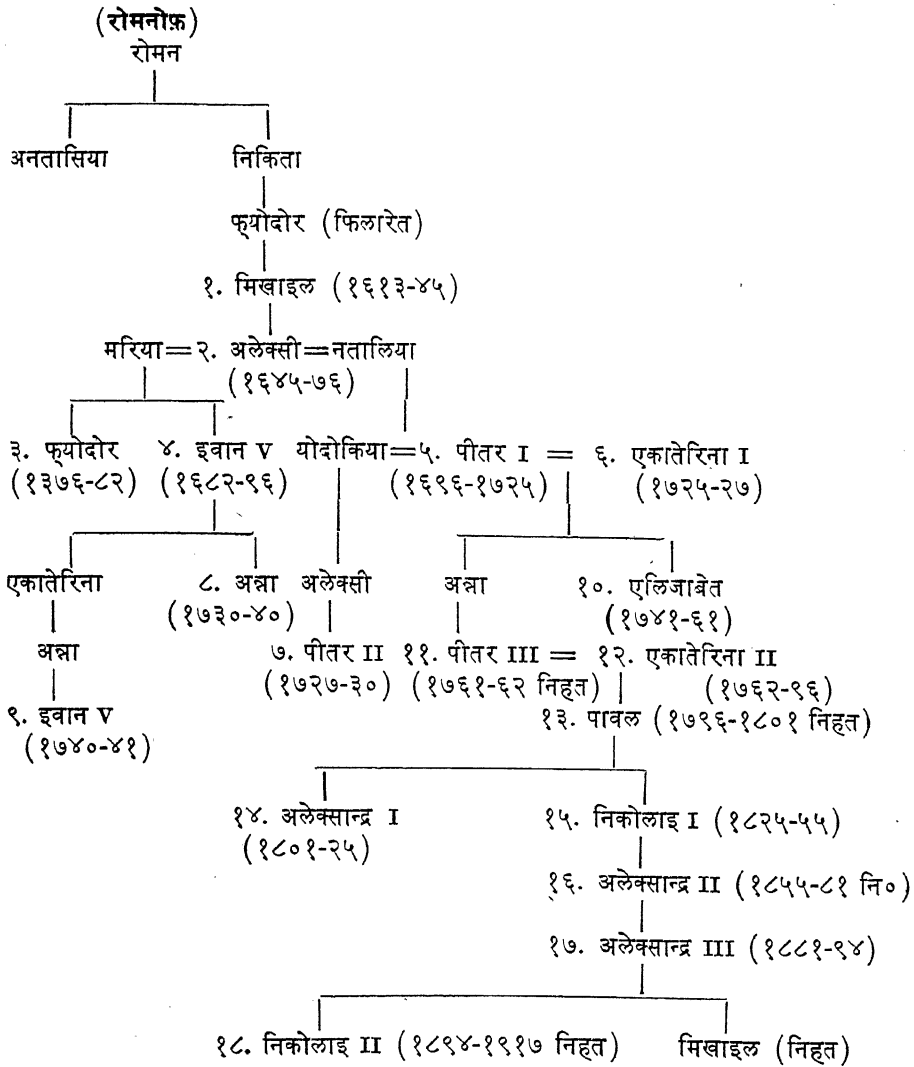 (रोमनोफ़)
रोमन
अनतासिया निकिता
फ्योदोर (फिलारेत)
१. मिखाइल (१६१३-४५)
मरिया=२. अलेक्सी=नतालिया
(१६४५-७६)
३. फ्योदोर ४. इवान V योदोकिया=५. पीतर I = ६. एकातेरिना I
(१३७६-८२) (१६८२-९६) (१६९६-१७२५) (१७२५-२७)
एकातेरिना ८. अन्ना अलेक्सी अन्ना १०. एलिजाबेत
(१७३०-४०) (१७४१-६१)
अन्ना ७. पीतर II ११. पीतर III = १२. एकातेरिना II
(१७२७-३०) (१७६१-६२ निहत) (१७६२-९६)
९. इवान V १३. पावल (१७९६-१८०१ निहत)
(१७४०-४१)
१४. अलेक्सान्द्र I १५. निकोलाइ I (१८२५-५५)
(१८०१-२५)
१६. अलेक्सान्द्र II (१८५५-८१ नि०)
१७. अलेक्सान्द्र III (१८८१-९४)
१८. निकोलाइ II (१८९४-१९१७ निहत) मिखाइल (निहत)